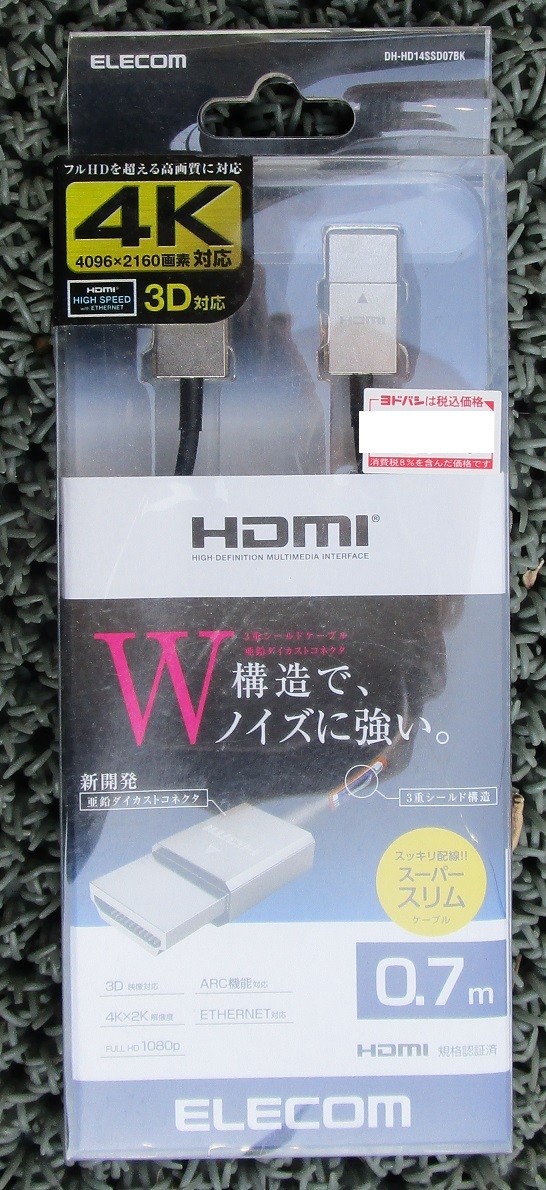 ELECOM
DH-HD14SSD07BK
フルHDを超える高画質に対応
4K
4096×2160画素対応
HDMI
HIGH SPEED
with ETHERNET
3D対応
HDMI
ヨドバシは税込価格
消費税8%を含んだ価格です
HDMI®
HIGH-DEFINITION MULTIMEDIA INTERFACE
3重シールドケーブル
亜鉛ダイカストコネクタ
W構造で、
ノイズに強い。
新開発
亜鉛ダイカストコネクタ
3重シールド構造
ELECOM
スッキリ配線!!
スーパー
スリム
ケーブル
3D 映像対応
ARC機能対応
4K×2K解像度
ETHERNET対応
FULL HD 1080p
0.7m
HDMI 規格認証済
ELECOM